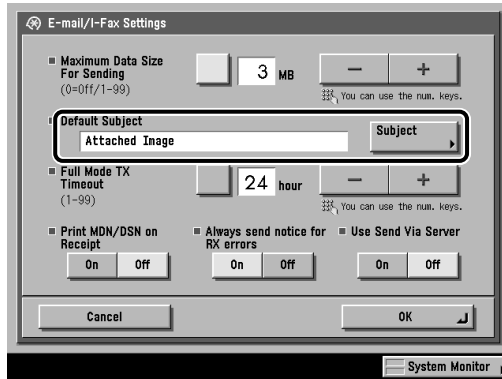 E-mail/I-Fax Settings
Maximum Data Size
For Sending
(0=Off/1-99)
3 MB
－ ＋
You can use the num. keys.
Default Subject
Attached Image
Subject
Full Mode TX
Timeout
(1-99)
24 hour
－ ＋
You can use the num. keys.
Print MDN/DSN on
Receipt
On Off
Always send notice for
RX errors
On Off
Use Send Via Server
On Off
Cancel
OK
System Monitor